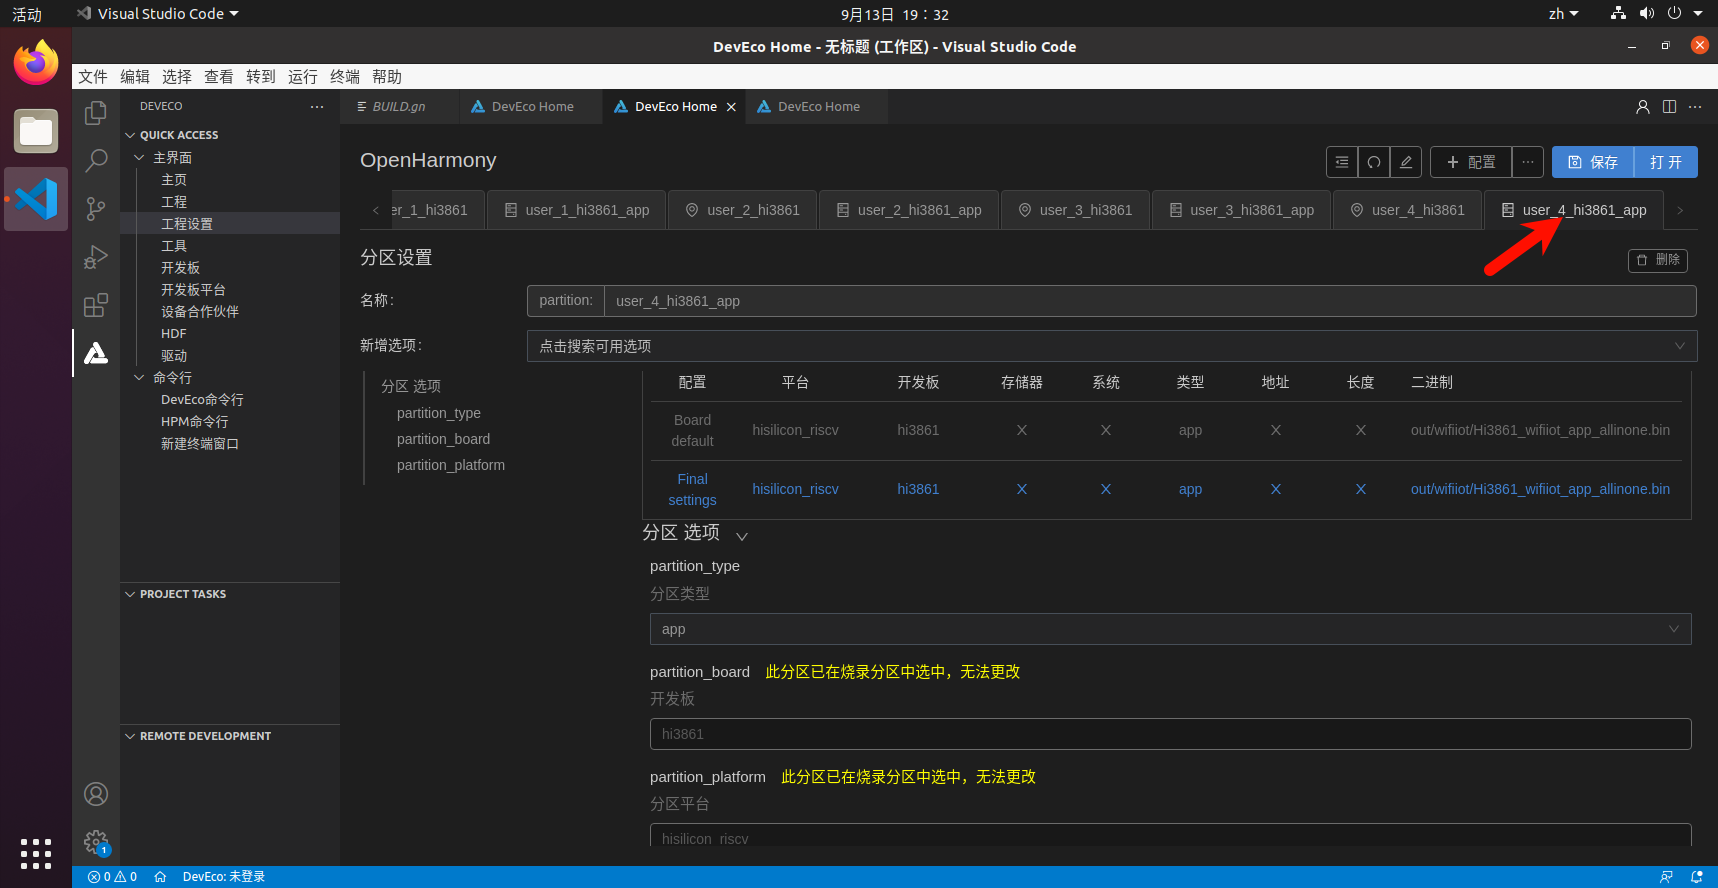 活动
Visual Studio Code
9月13日 19：32
zh
DevEco Home - 无标题 (工作区) - Visual Studio Code
文件 编辑 选择 查看 转到 运行 终端 帮助
DEVECO
BUILD.gn
DevEco Home
DevEco Home
DevEco Home
QUICK ACCESS
主界面
主页
工程
工程设置
工具
开发板
开发板平台
设备合作伙伴
HDF
驱动
命令行
DevEco命令行
HPM命令行
新建终端窗口
PROJECT TASKS
REMOTE DEVELOPMENT
OpenHarmony
配置
保存
打 开
er_1_hi3861
user_1_hi3861_app
user_2_hi3861
user_2_hi3861_app
user_3_hi3861
user_3_hi3861_app
user_4_hi3861
user_4_hi3861_app
分区设置
删除
名称:
partition:
user_4_hi3861_app
新增选项:
点击搜索可用选项
分区 选项
partition_type
partition_board
partition_platform
配置 平台 开发板 存储器 系统 类型 地址 长度 二进制
Board default hisilicon_riscv hi3861 X X app X X out/wifiiot/Hi3861_wifiiot_app_allinone.bin
Final settings hisilicon_riscv hi3861 X X app X X out/wifiiot/Hi3861_wifiiot_app_allinone.bin
分区 选项
partition_type
分区类型
app
partition_board 此分区已在烧录分区中选中，无法更改
开发板
hi3861
partition_platform 此分区已在烧录分区中选中，无法更改
分区平台
hisilicon_riscv
1
0 0
DevEco: 未登录